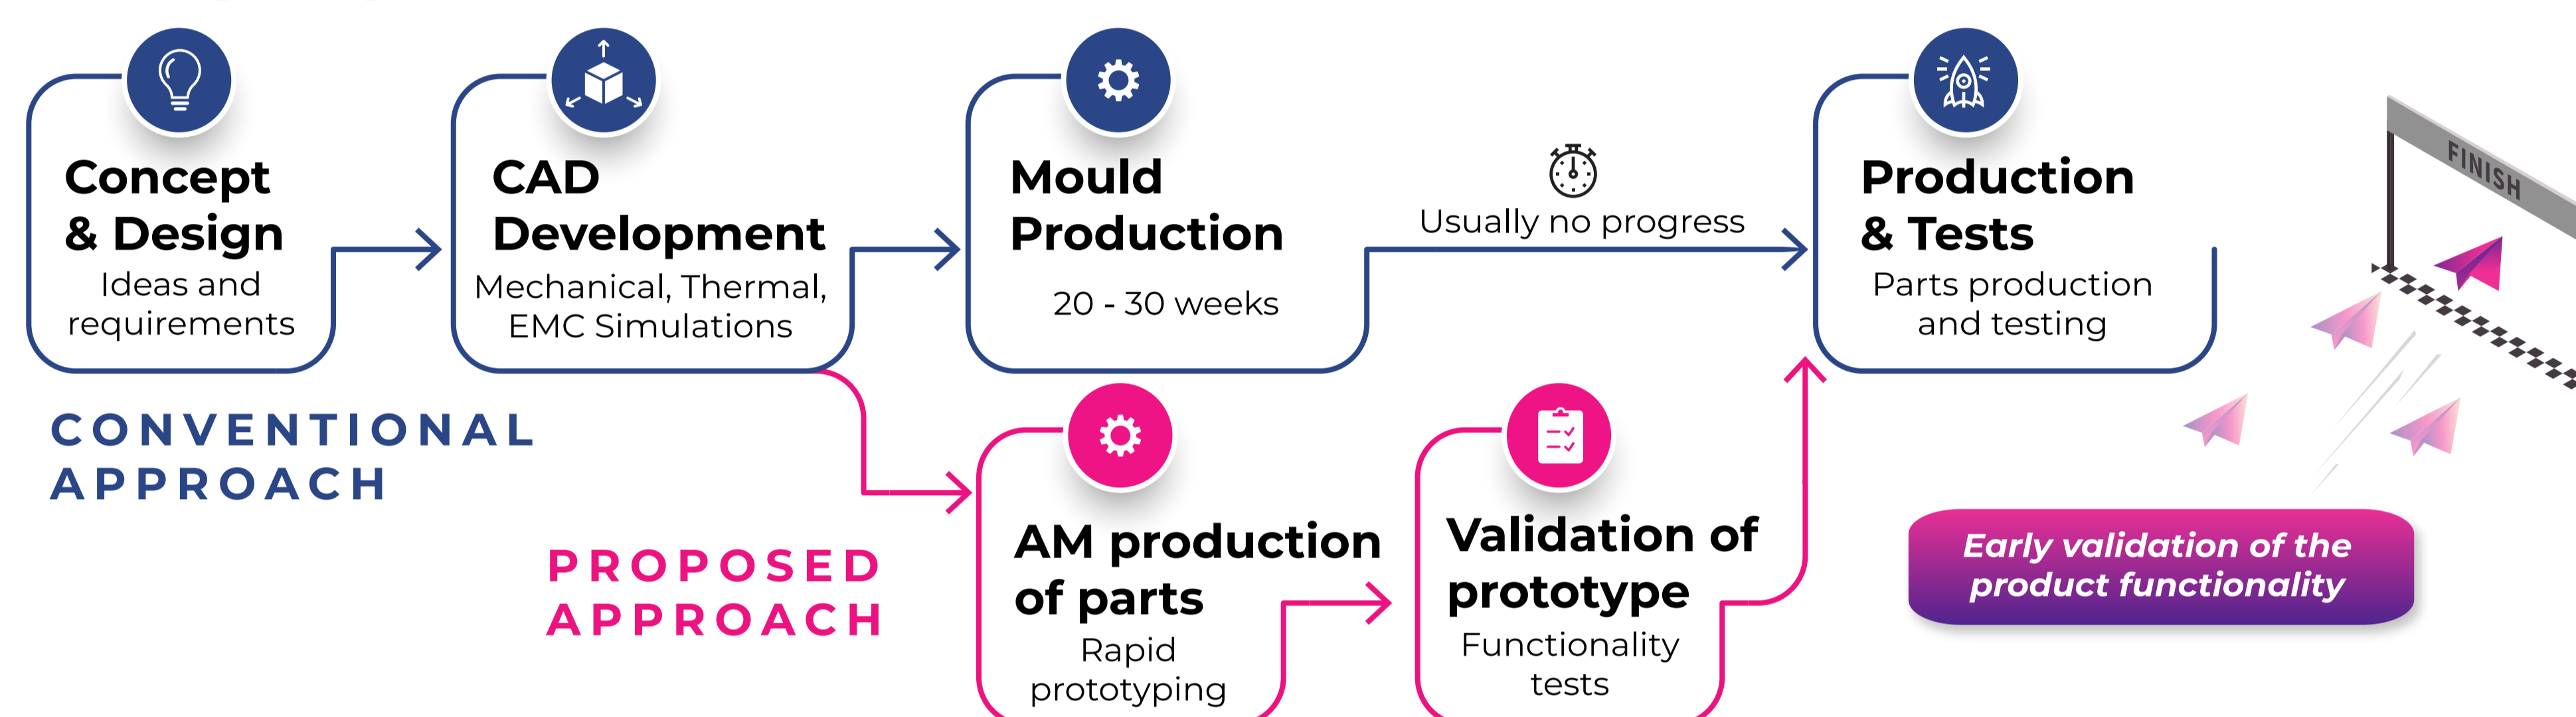 Concept
& Design
Ideas and
requirements
CAD
Development
Mechanical, Thermal,
EMC Simulations
Mould
Production
20 - 30 weeks
Usually no progress
Production
& Tests
Parts production
and testing
FINISH
CONVENTIONAL
APPROACH
PROPOSED
APPROACH
AM production
of parts
Rapid
prototyping
Validation of
prototype
Functionality
tests
Early validation of the
product functionality